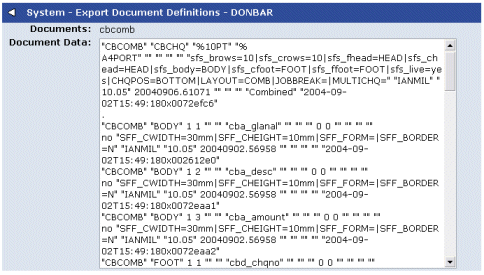 System - Export Document Definitions - DONBAR
Documents: cbcomb
Document Data:
"CBCOMB" "CBCHQ" "%10PT" "%
A4PORT" "" "" "" "" "sfs_brows=10|sfs_crows=10|sfs_fhead=HEAD|sfs_ch
ead=HEAD|sfs_body=BODY|sfs_cfoot=FOOT|sfs_ffoot=FOOT|sfs_live=ye
s|CHQPOS=BOTTOM|LAYOUT=COMB|JOBBREAK=|MULTICHQ=" "IANMIL" "
10.05" 20040906.61071 "" "" "" "Combined" "2004-09-
02T15:49:180x0072efc6"
.
"CBCOMB" "BODY" 1 1 "" "" "cba_glanal" "" "" "" 0 0 "" "" "" "" ""
no "SFF_CWIDTH=30mm|SFF_CHEIGHT=10mm|SFF_FORM=|SFF_BORDER
=N" "IANMIL" "10.05" 20040902.56958 "" "" "" "" "2004-09-
02T15:49:180x002612e0"
"CBCOMB" "BODY" 1 2 "" "" "cba_desc" "" "" "" 0 0 "" "" "" "" ""
no "SFF_CWIDTH=30mm|SFF_CHEIGHT=10mm|SFF_FORM=|SFF_BORDER
=N" "IANMIL" "10.05" 20040902.56958 "" "" "" "" "2004-09-
02T15:49:180x0072eaa1"
"CBCOMB" "BODY" 1 3 "" "" "cba_amount" "" "" "" 0 0 "" "" "" "" ""
no "SFF_CWIDTH=30mm|SFF_CHEIGHT=10mm|SFF_FORM=|SFF_BORDER
=N" "IANMIL" "10.05" 20040902.56958 "" "" "" "" "2004-09-
02T15:49:180x0072eaa2"
"CBCOMB" "FOOT" 1 1 "" "" "cbd_chqno" "" "" "" 0 0 "" "" "" "" ""